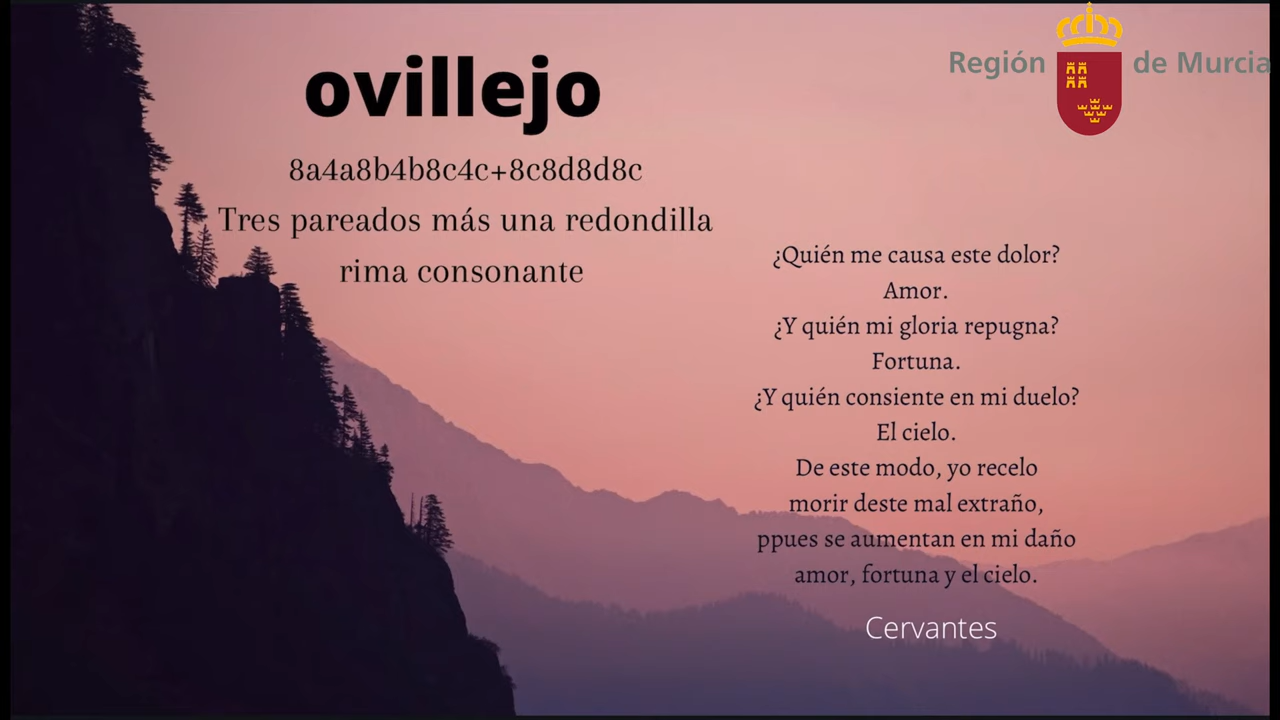 Región de Murcia
ovillejo
8a4a8b4b8c4c+8c8d8d8c
Tres pareados más una redondilla
rima consonante
¿Quién me causa este dolor?
Amor.
¿Y quién mi gloria repugna?
Fortuna.
¿Y quién consiente en mi duelo?
El cielo.
De este modo, yo recelo
morir deste mal extraño,
ppues se aumentan en mi daño
amor, fortuna y el cielo.
Cervantes